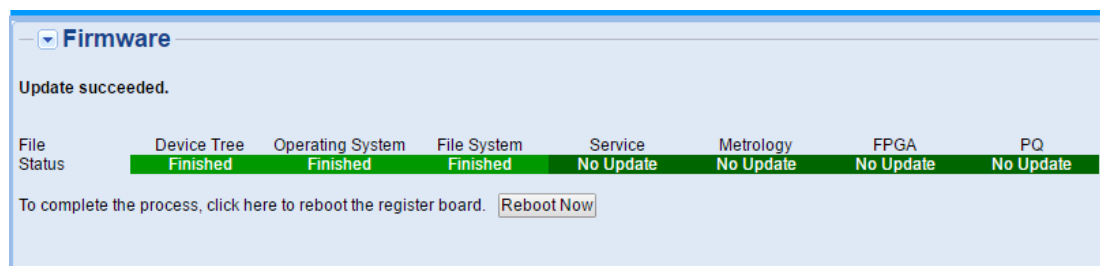 Firmware
Update succeeded.
File Device Tree Operating System File System Service Metrology FPGA PQ
Status Finished Finished Finished No Update No Update No Update No Update
To complete the process, click here to reboot the register board. Reboot Now